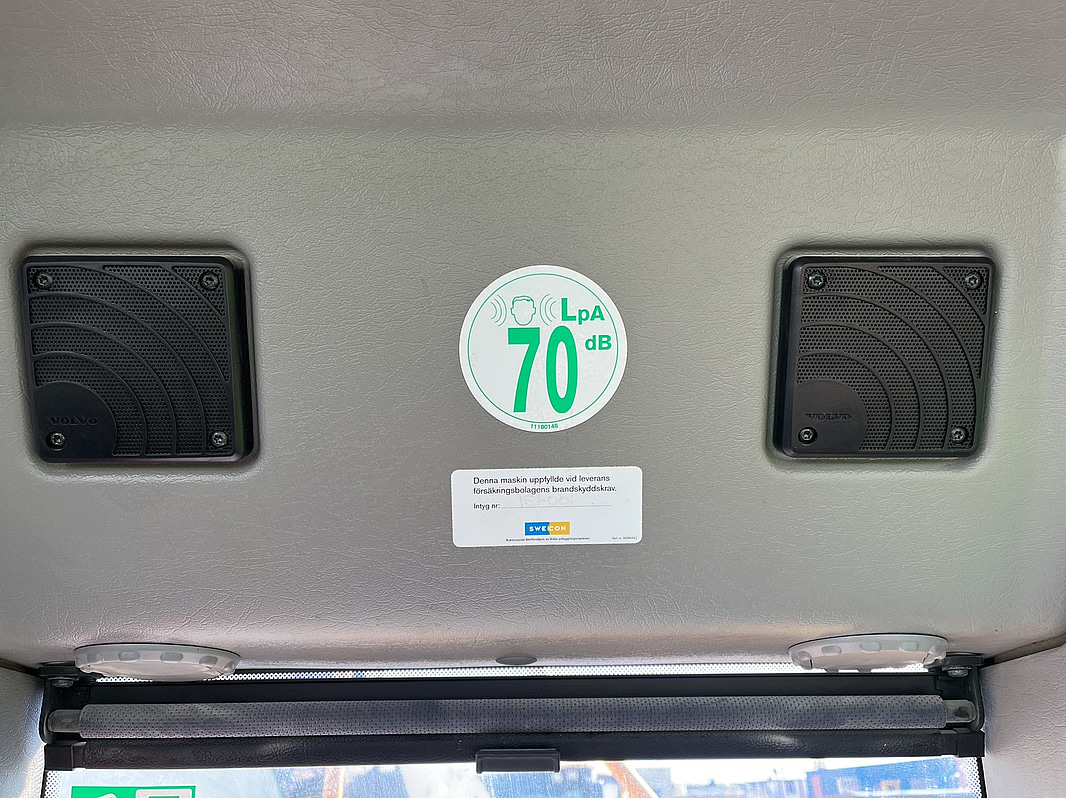 LpA
70 dB
11180148
VOLVO
VOLVO
Denna maskin uppfyllde vid leverans
försäkringsbolagens brandskyddskrav.
Intyg nr:
SWECON